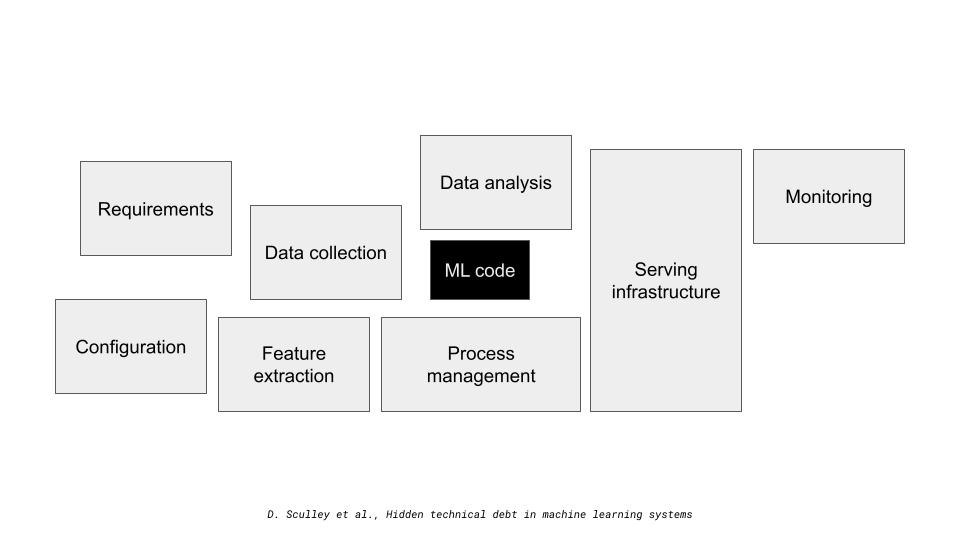 Data analysis
Requirements
Monitoring
Data collection
ML code
Serving
infrastructure
Configuration
Feature
extraction
Process
management
D. Sculley et al., Hidden technical debt in machine learning systems